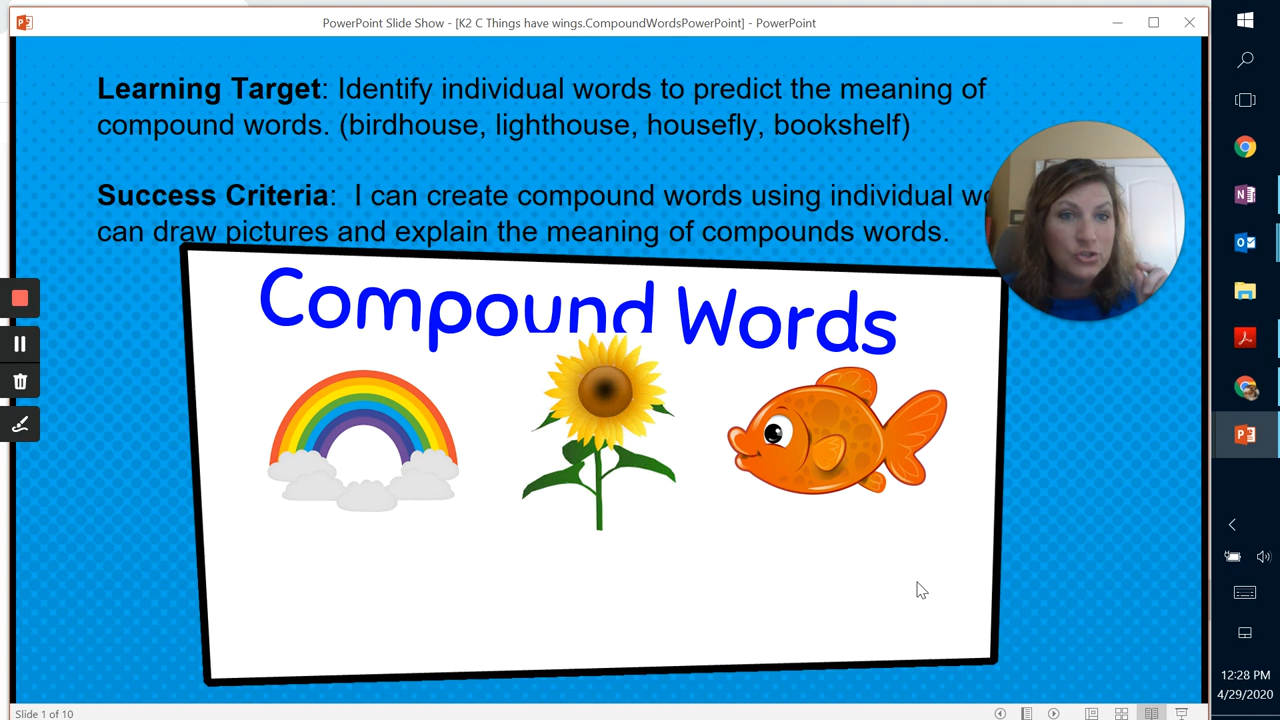 PowerPoint Slide Show - [K2 C Things have wings.CompoundWordsPowerPoint] - PowerPoint
Learning Target: Identify individual words to predict the meaning of
compound words. (birdhouse, lighthouse, housefly, bookshelf)
Success Criteria:  I can create compound words using individual
can draw pictures and explain the meaning of compounds words.
Compound Words
Slide 1 of 10
12:28 PM
4/29/2020